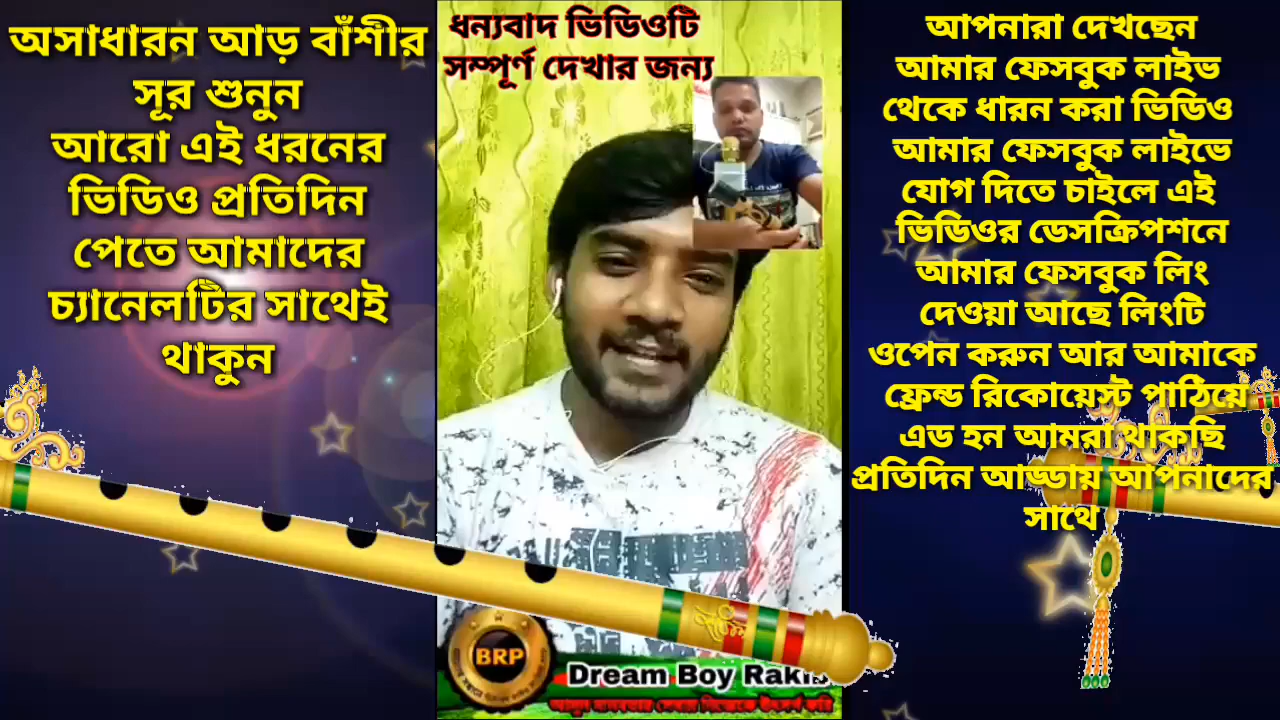 অসাধারন আড় বাঁশীর
সূর শুনুন
আরো এই ধরনের
ভিডিও প্রতিদিন
পেতে আমাদের
চ্যানেলটির সাথেই
থাকুন
ধন্যবাদ ভিডিওটি
সম্পূর্ণ দেখার জন্য
আপনারা দেখছেন
আমার ফেসবুক লাইভ
থেকে ধারন করা ভিডিও
আমার ফেসবুক লাইভে
যোগ দিতে চাইলে এই
ভিডিওর ডেসক্রিপশনে
আমার ফেসবুক লিং
দেওয়া আছে লিংটি
ওপেন করুন আর আমাকে
ফ্রেন্ড রিকোয়েস্ট পাঠিয়ে
এড হন আমরা থাকছি
প্রতিদিন আড্ডায় আপনাদের
সাথে
BRP
Dream Boy Rakib